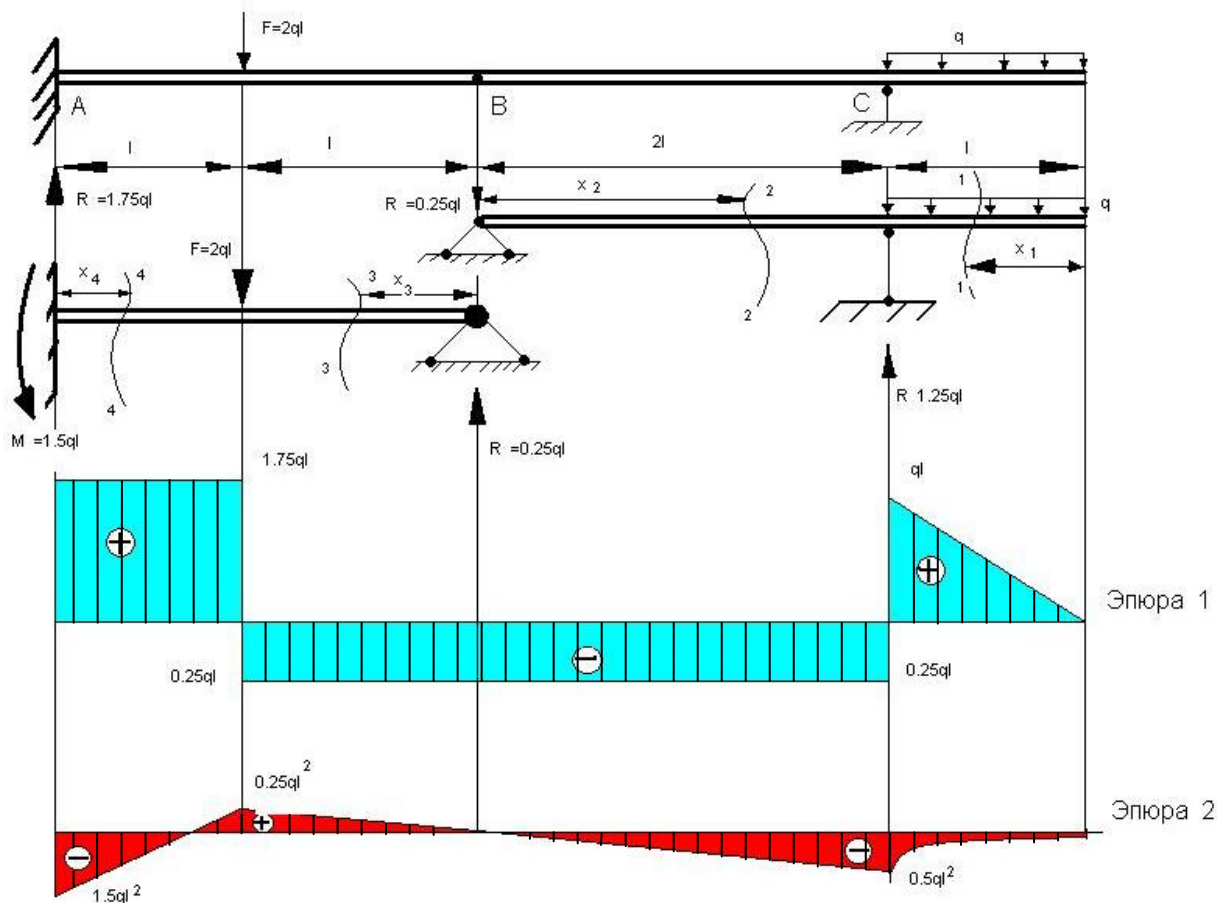 F=2ql
q
A
B
C
l
l
2l
l
R =1.75ql
R =0.25ql
x 2
2
1
q
F=2ql
x 4
4
3
x 3
x 1
1
2
3
4
M =1.5ql
R 1.25ql
R =0.25ql
1.75ql
ql
+
+
Эпюра 1
−
0.25ql
0.25ql
0.25ql 2
Эпюра 2
+
−
−
1.5ql 2
0.5ql 2